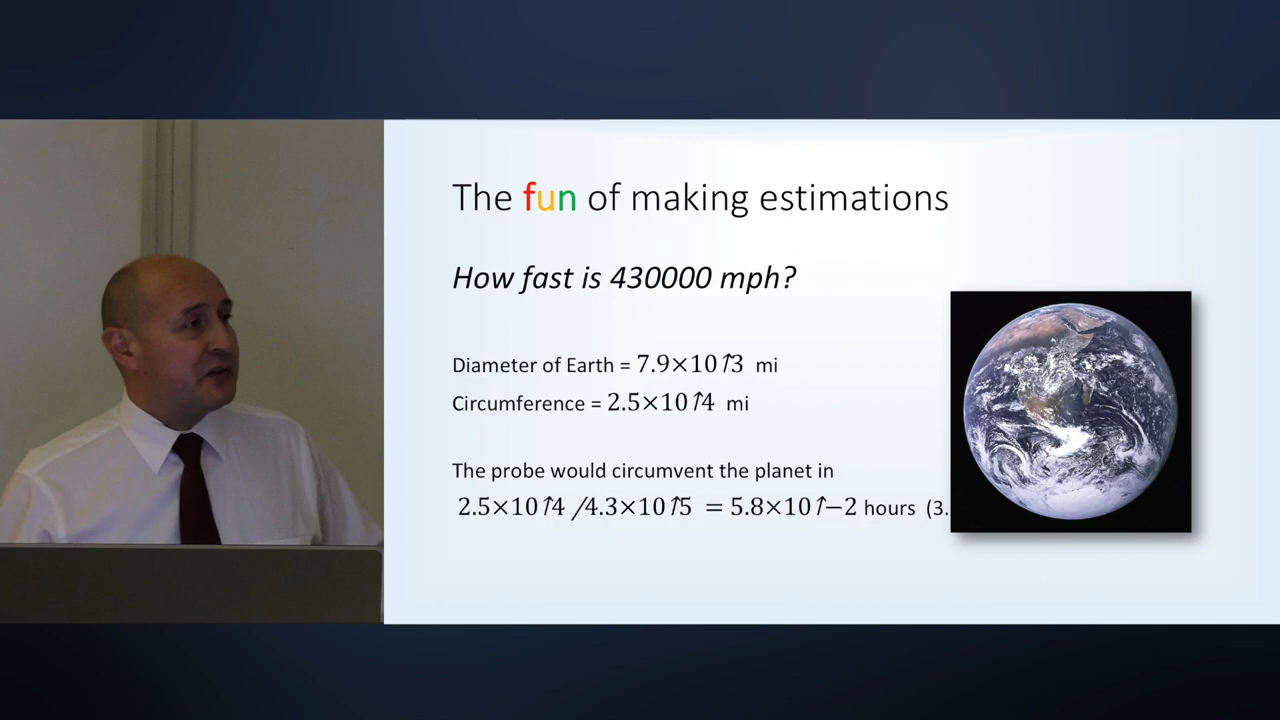 The fun of making estimations
How fast is 430000 mph?
Diameter of Earth = 7.9×10↑3 mi
Circumference = 2.5×10↑4 mi
The probe would circumvent the planet in
2.5×10↑4 /4.3×10↑5 = 5.8×10↑−2 hours (3.